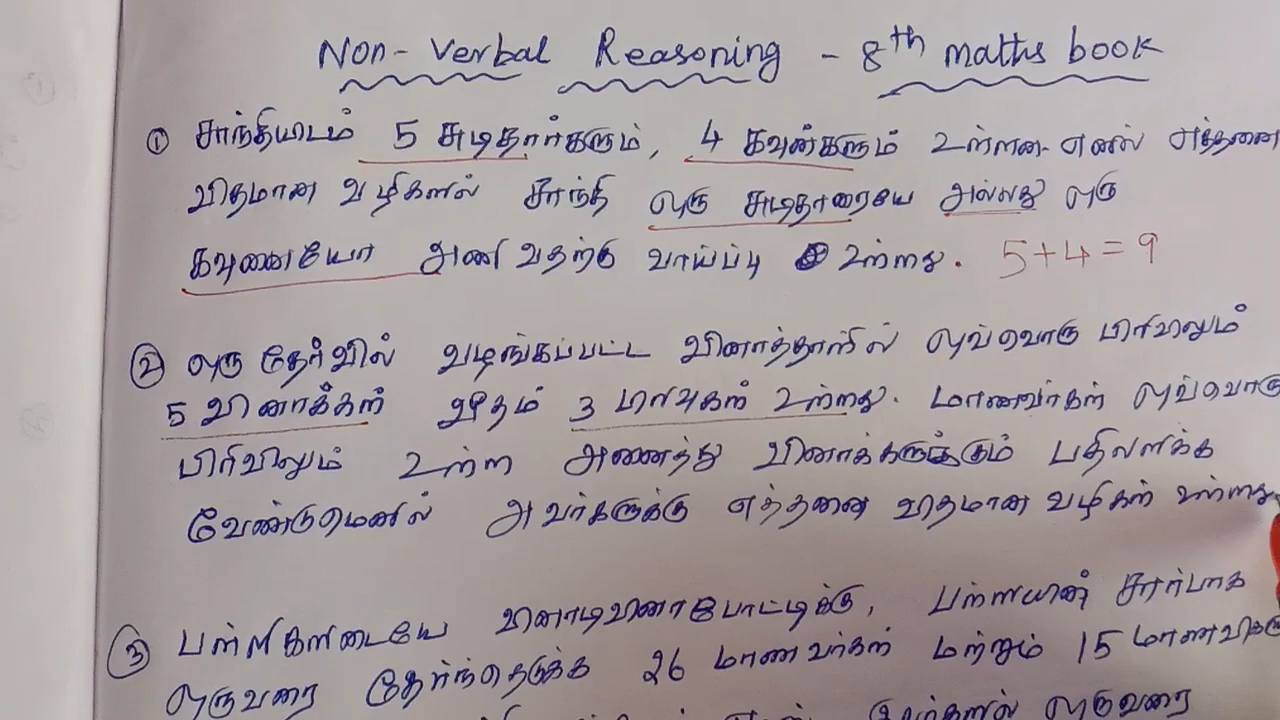 Non-Verbal Reasoning - 8th maths book
① சாந்தியிடம் 5 சுடிதார்களும், 4 கவுன்களும் உள்ளன எனில் எத்தனை
விதமான வழிகளில் சாந்தி ஒரு சுடிதாரையோ அல்லது ஒரு
கவுனையோ அணிவதற்கு வாய்ப்பு உள்ளது. 5+4=9
② ஒரு தேர்வில் வழங்கப்பட்ட வினாத்தாளில் ஒவ்வொரு பிரிவிலும்
5 வினாக்கள் வீதம் 3 பிரிவுகள் உள்ளது. மாணவர்கள் ஒவ்வொரு
பிரிவிலும் உள்ள அனைத்து வினாக்களுக்கும் பதிலளிக்க
வேண்டுமெனில் அவர்களுக்கு எத்தனை விதமான வழிகள் உள்ளது
③ பள்ளிகளிடையே வினாடிவினா போட்டிக்கு, பள்ளியின் சார்பாக
ஒருவரை தேர்ந்தெடுக்க 26 மாணவர்கள் மற்றும் 15 மாணவிகள்
ஒருவரை